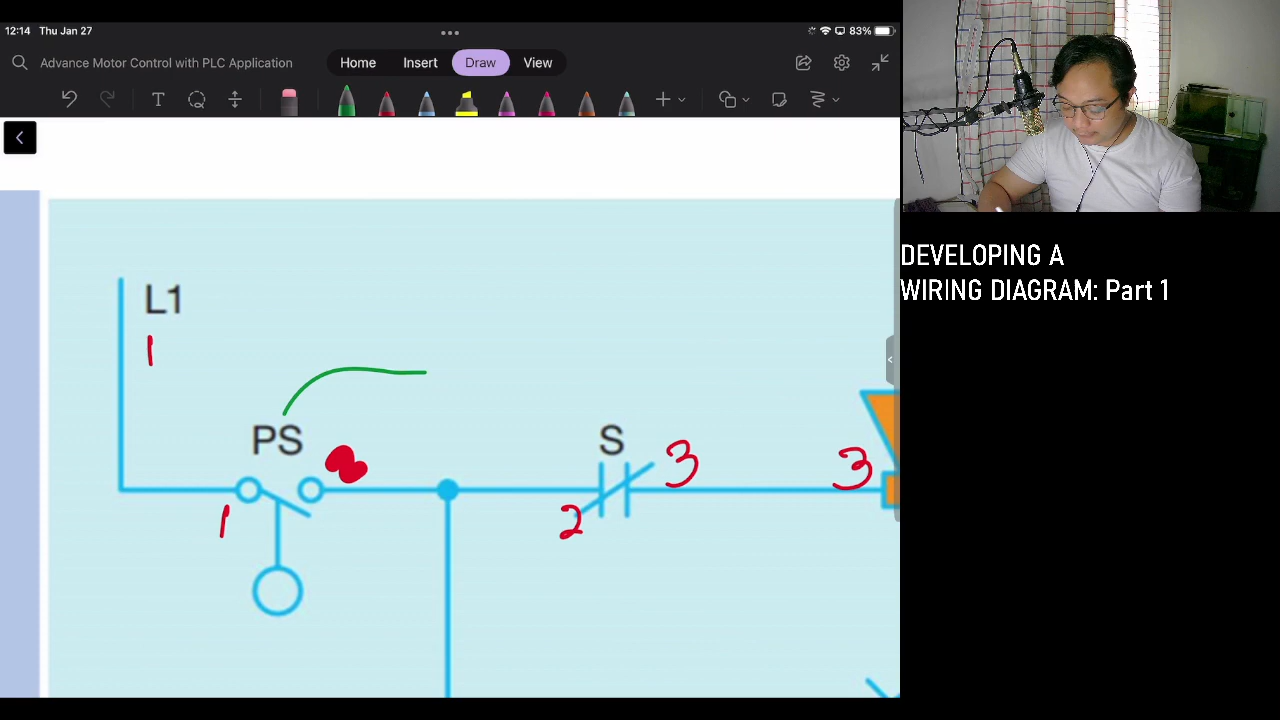 12:14 Thu Jan 27
83%
Advance Motor Control with PLC Application
Home Insert Draw View
L1
1
PS
S
3
3
1
2
DEVELOPING A
WIRING DIAGRAM: Part 1